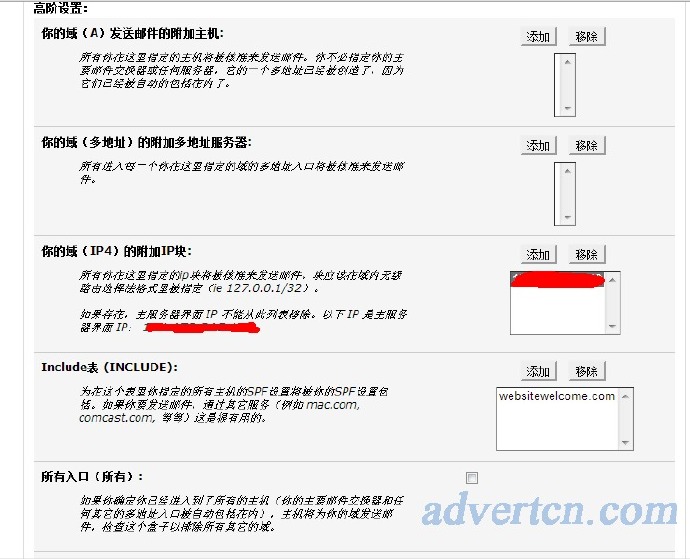 高阶设置:
你的域（A）发送邮件的附加主机:
添加 移除
所有你在这里指定的主机将被核准来发送邮件。你不必指定你的主
要邮件交换器或任何服务器，它的一个多地址已经被创造了，因为
它们已经被自动的包括在内了。
你的域（多地址）的附加多地址服务器:
添加 移除
所有进入每一个你在这里指定的域的多地址入口将被核准来发送邮
件。
你的域（IP4）的附加IP块:
添加 移除
所有你在这里指定的ip块将被核准来发送邮件，块应该在域内无级
路由选择法格式里被指定（ie 127.0.0.1/32）。
如果存在，主服务器界面 IP 不能从此列表移除。以下 IP 是主服务
器界面 IP:
Include表（INCLUDE）:
添加 移除
为在这个表里你指定的所有主机的SPF设置将被你的SPF设置包
括。如果你要发送邮件，通过其它服务（例如 mac.com,
comcast.com, 等等）这是很有用的。
websitewelcome.com
所有入口（所有）:
如果你确定你已经进入到了所有的主机（你的主要邮件交换器和任
何其它的多地址入口被自动包括在内），主机将为你的域发送邮
件，检查这个盒子以排除所有其它的域。
advertcn.com